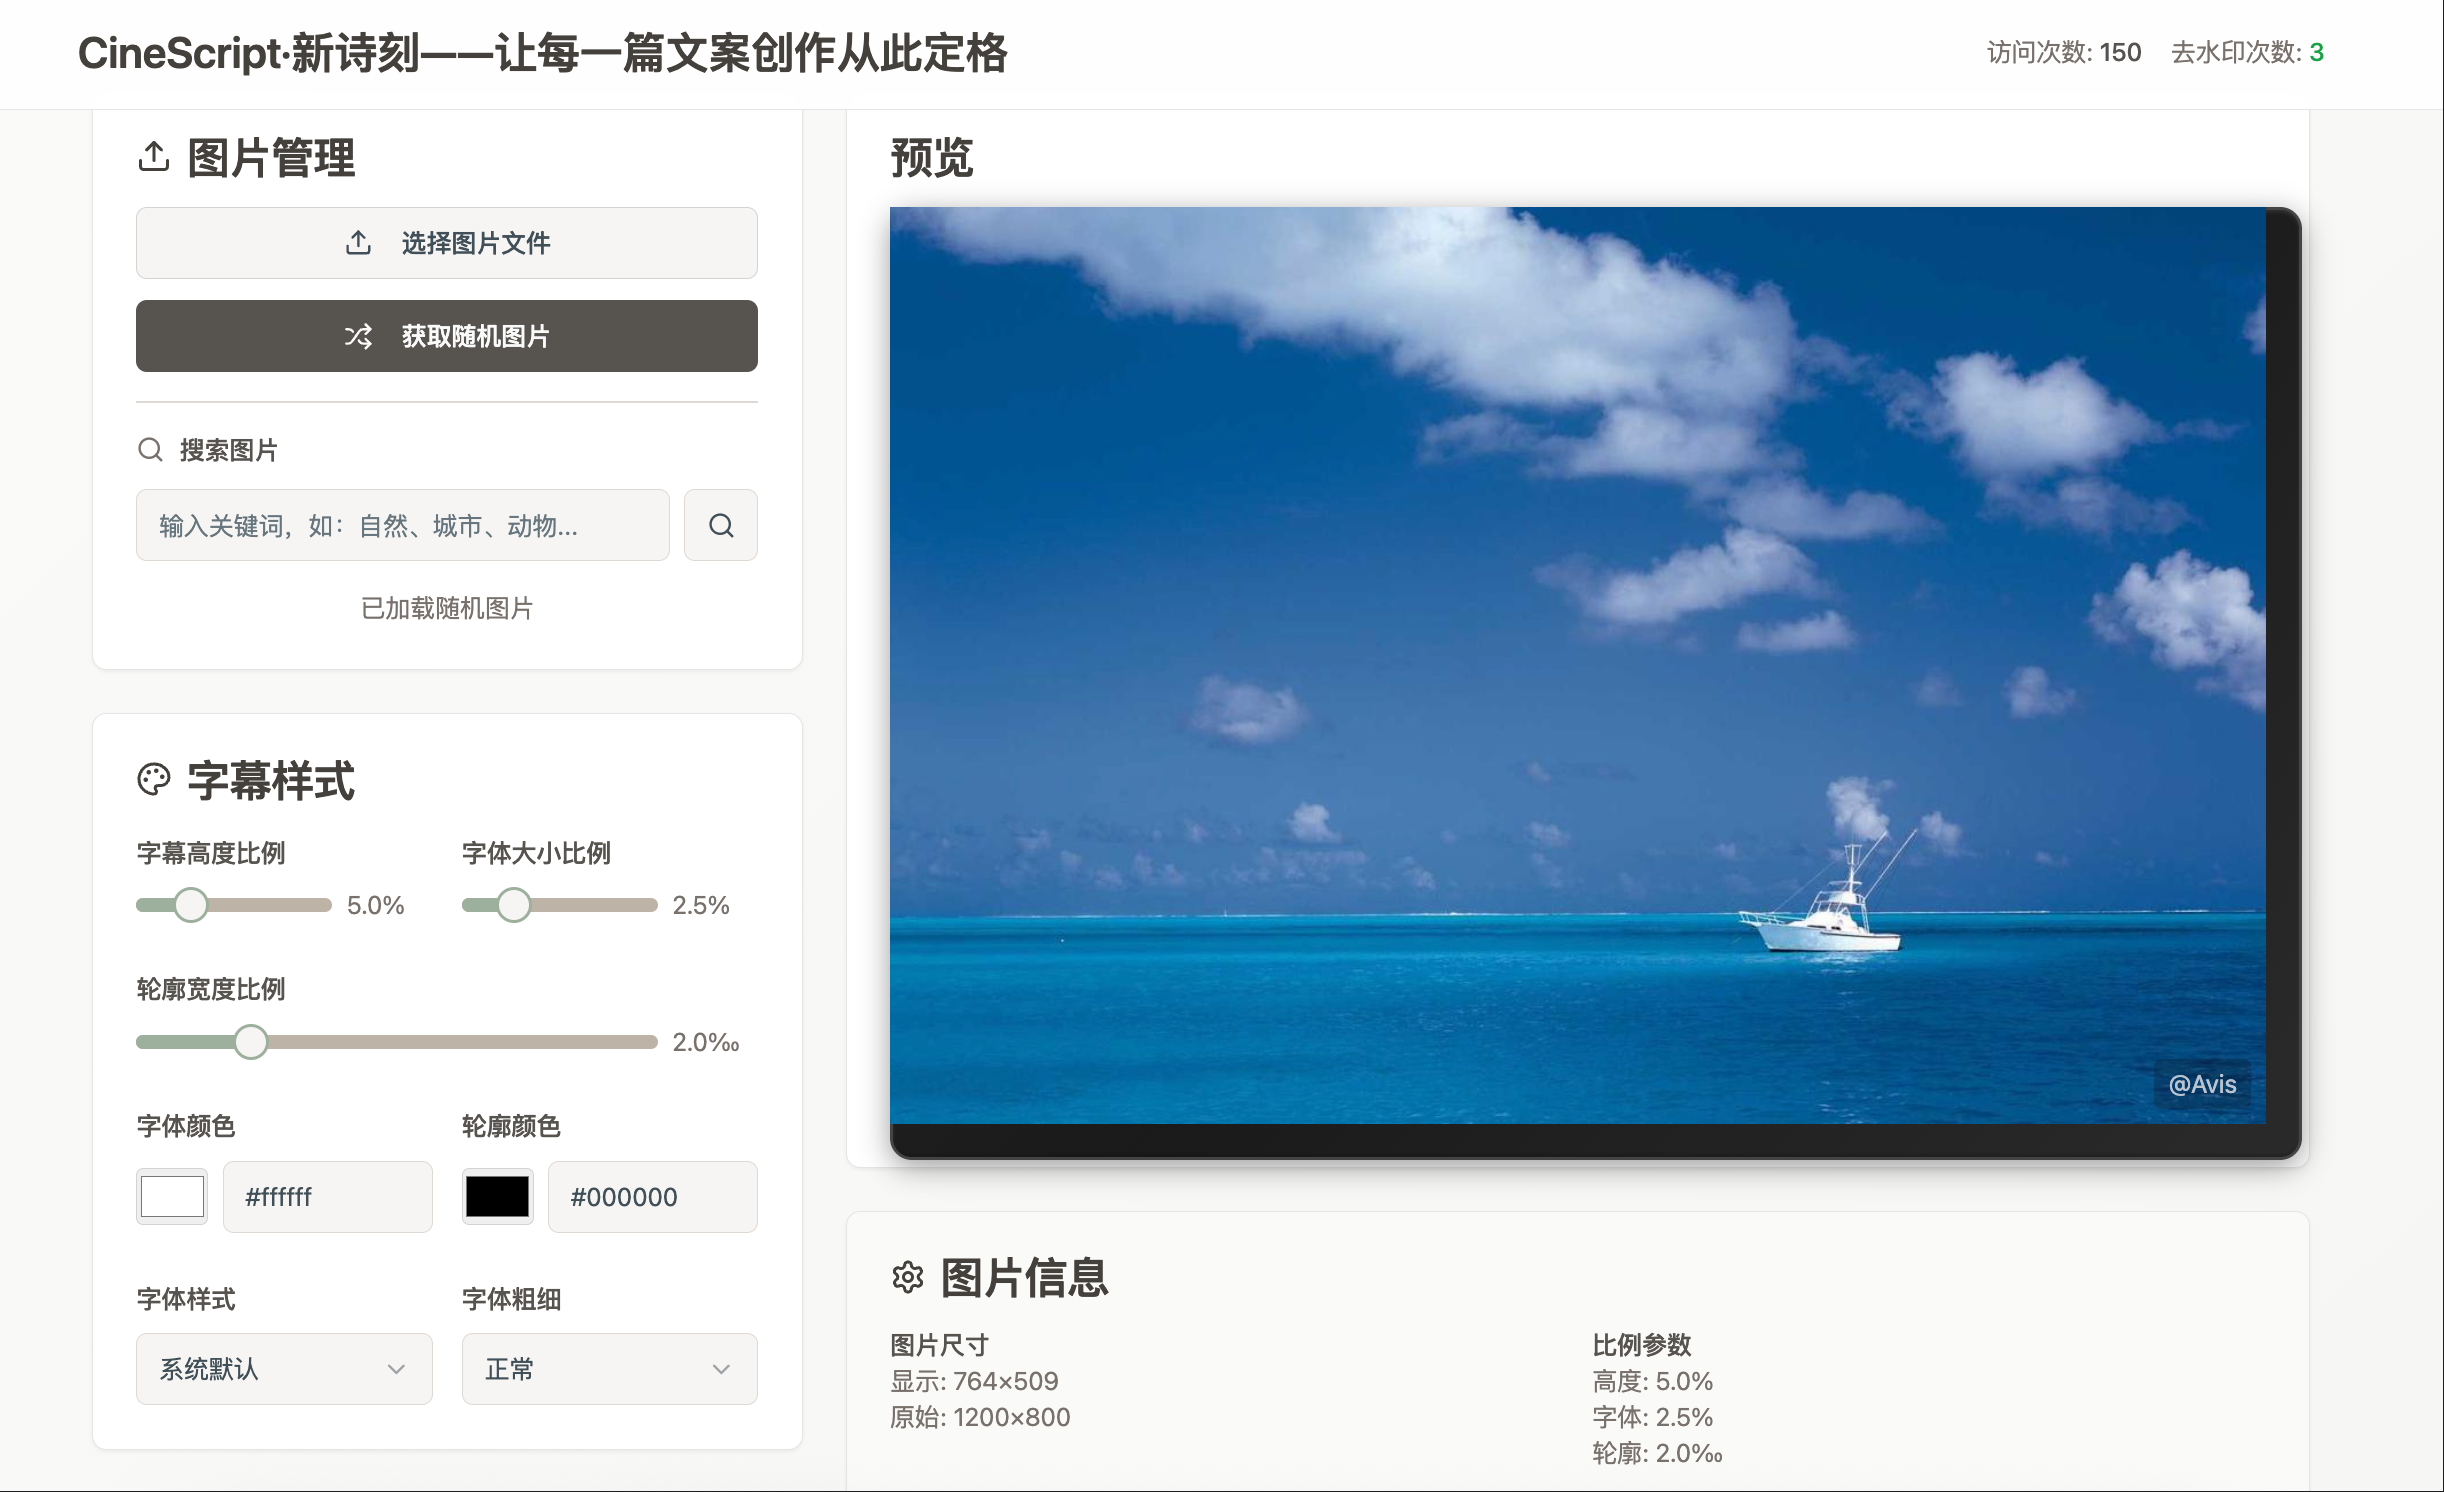 CineScript·新诗刻——让每一篇文案创作从此定格
访问次数: 150 去水印次数: 3
图片管理
选择图片文件
获取随机图片
搜索图片
输入关键词，如：自然、城市、动物...
已加载随机图片
字幕样式
字幕高度比例 字体大小比例
5.0% 2.5%
轮廓宽度比例
2.0‰
字体颜色 轮廓颜色
#ffffff #000000
字体样式 字体粗细
系统默认 正常
预览
@Avis
图片信息
图片尺寸
显示: 764×509
原始: 1200×800
比例参数
高度: 5.0%
字体: 2.5%
轮廓: 2.0‰